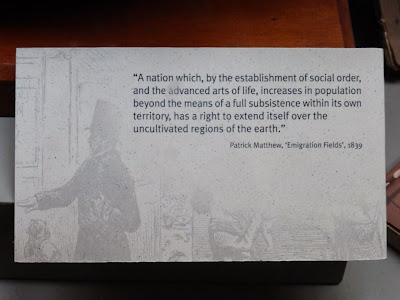 “A nation which, by the establishment of social order,
and the advanced arts of life, increases in population
beyond the means of a full subsistence within its own
territory, has a right to extend itself over the
uncultivated regions of the earth.”
Patrick Matthew, ‘Emigration Fields’, 1839